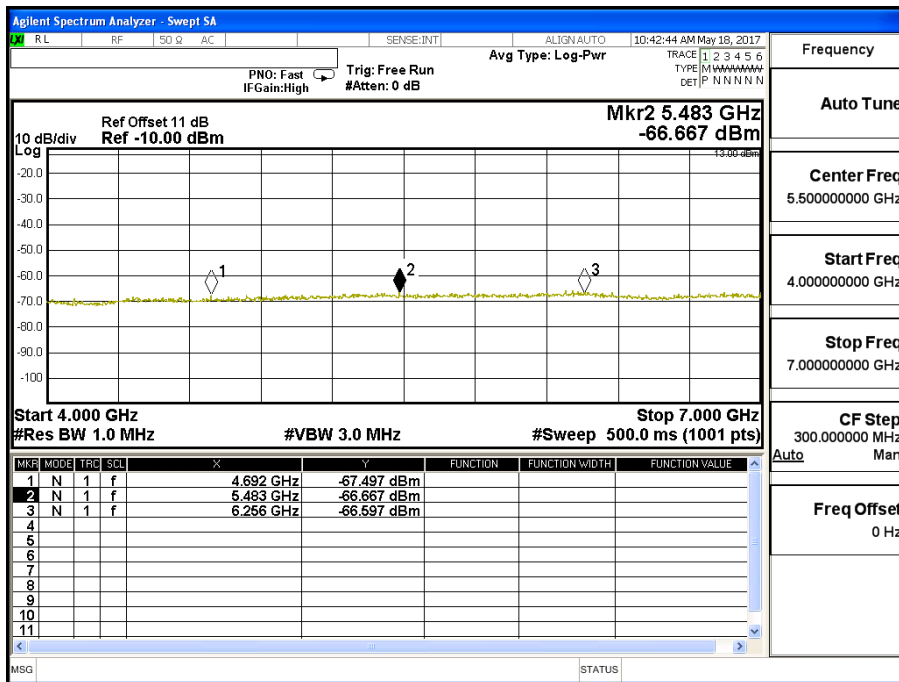 Agilent Spectrum Analyzer - Swept SA
LXI RL RF 50 Ω AC SENSE:INT ALIGNAUTO 10:42:44 AM May 18, 2017
Frequency
Avg Type: Log-Pwr
TRACE 1 2 3 4 5 6
TYPE M WWWWW
DET P N N N N N
PNO: Fast Trig: Free Run
IFGain:High #Atten: 0 dB
Auto Tune
Mkr2 5.483 GHz
-66.667 dBm
Ref Offset 11 dB
10 dB/div Ref -10.00 dBm
Log
13.00 dBm
-20.0
-30.0
-40.0
-50.0
-60.0
-70.0
-80.0
-90.0
-100
1
2
3
Center Freq
5.500000000 GHz
Start Freq
4.000000000 GHz
Stop Freq
7.000000000 GHz
Start 4.000 GHz Stop 7.000 GHz
#Res BW 1.0 MHz #VBW 3.0 MHz #Sweep 500.0 ms (1001 pts)
CF Step
300.000000 MHz
Auto Man
MKR MODE TRC SCL X Y FUNCTION FUNCTION WIDTH FUNCTION VALUE
1 N 1 f 4.692 GHz -67.497 dBm
2 N 1 f 5.483 GHz -66.667 dBm
3 N 1 f 6.256 GHz -66.597 dBm
4
5
6
7
8
9
10
11
Freq Offset
0 Hz
MSG STATUS